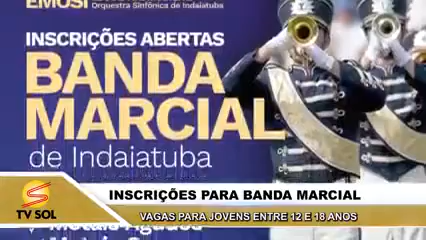 EMOSI
Orquestra Sinfônica de Indaiatuba
INSCRIÇÕES ABERTAS
BANDA
MARCIAL
de Indaiatuba
INSCRIÇÕES PARA BANDA MARCIAL
TV SOL
VAGAS PARA JOVENS ENTRE 12 E 18 ANOS